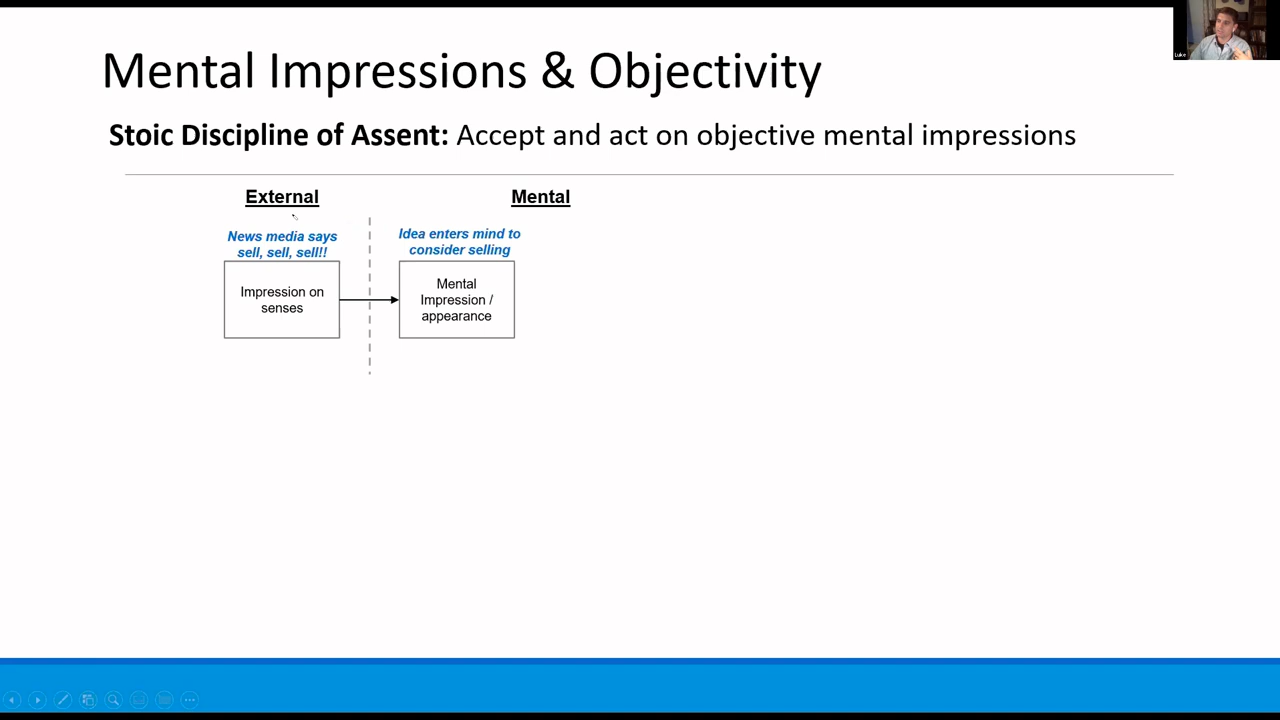 Mental Impressions & Objectivity
Luke
Stoic Discipline of Assent: Accept and act on objective mental impressions
External
Mental
News media says
sell, sell, sell!!
Idea enters mind to
consider selling
Impression on
senses
Mental
Impression /
appearance